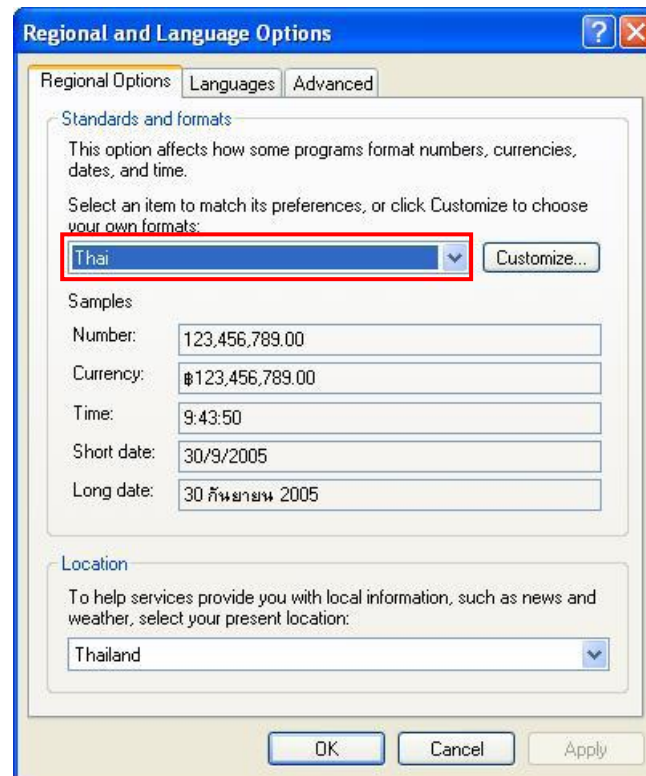 Regional and Language Options
Regional Options Languages Advanced
Standards and formats
This option affects how some programs format numbers, currencies,
dates, and time.
Select an item to match its preferences, or click Customize to choose
your own formats:
Thai Customize...
Samples
Number: 123,456,789.00
Currency: ฿123,456,789.00
Time: 9:43:50
Short date: 30/9/2005
Long date: 30 กันยายน 2005
Location
To help services provide you with local information, such as news and
weather, select your present location:
Thailand
OK Cancel Apply